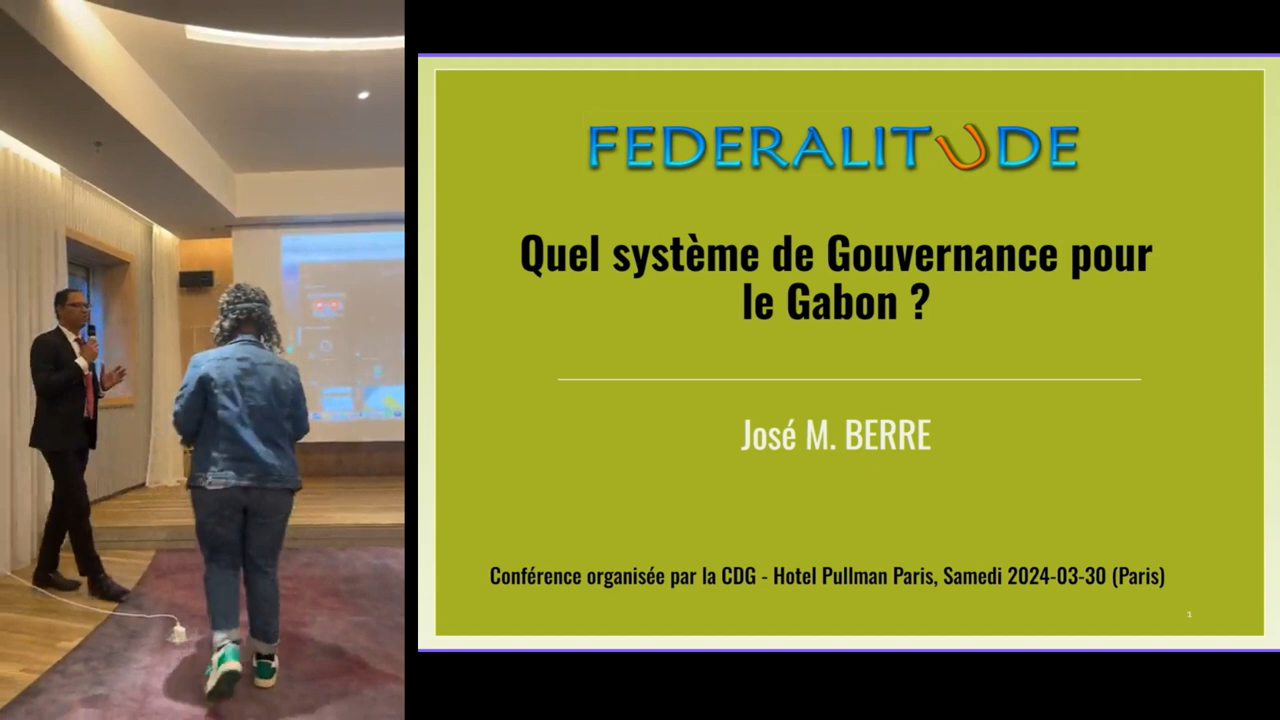 FEDERALITUDE
Quel système de Gouvernance pour
le Gabon ?
José M. BERRE
Conférence organisée par la CDG - Hotel Pullman Paris, Samedi 2024-03-30 (Paris)
1